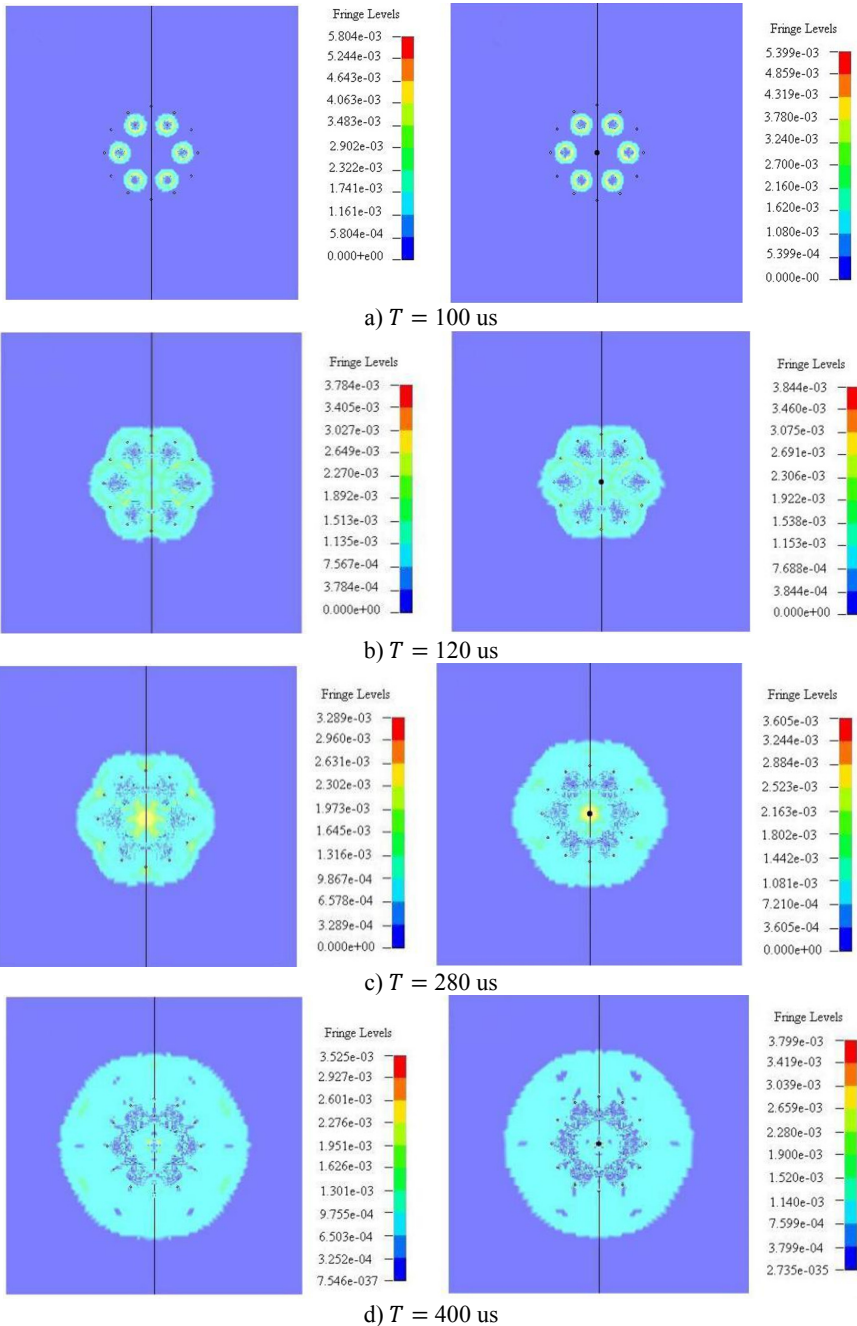 Fringe Levels
5.804e-03
5.244e-03
4.643e-03
4.063e-03
3.483e-03
2.902e-03
2.322e-03
1.741e-03
1.161e-03
5.804e-04
0.000+e00
Fringe Levels
5.399e-03
4.859e-03
4.319e-03
3.780e-03
3.240e-03
2.700e-03
2.160e-03
1.620e-03
1.080e-03
5.399e-04
0.000e-00
a) T = 100 us
Fringe Levels
3.784e-03
3.405e-03
3.027e-03
2.649e-03
2.270e-03
1.892e-03
1.513e-03
1.135e-03
7.567e-04
3.784e-04
0.000e+00
Fringe Levels
3.844e-03
3.460e-03
3.075e-03
2.691e-03
2.306e-03
1.922e-03
1.538e-03
1.153e-03
7.688e-04
3.844e-04
0.000e+00
b) T = 120 us
Fringe Levels
3.289e-03
2.960e-03
2.631e-03
2.302e-03
1.973e-03
1.645e-03
1.316e-03
9.867e-04
6.578e-04
3.289e-04
0.000e+00
Fringe Levels
3.605e-03
3.244e-03
2.884e-03
2.523e-03
2.163e-03
1.802e-03
1.442e-03
1.081e-03
7.210e-04
3.605e-04
0.000e+00
c) T = 280 us
Fringe Levels
3.525e-03
2.927e-03
2.601e-03
2.276e-03
1.951e-03
1.626e-03
1.301e-03
9.755e-04
6.503e-04
3.252e-04
7.546e-037
Fringe Levels
3.799e-03
3.419e-03
3.039e-03
2.659e-03
2.280e-03
1.900e-03
1.520e-03
1.140e-03
7.599e-04
3.799e-04
2.735e-035
d) T = 400 us